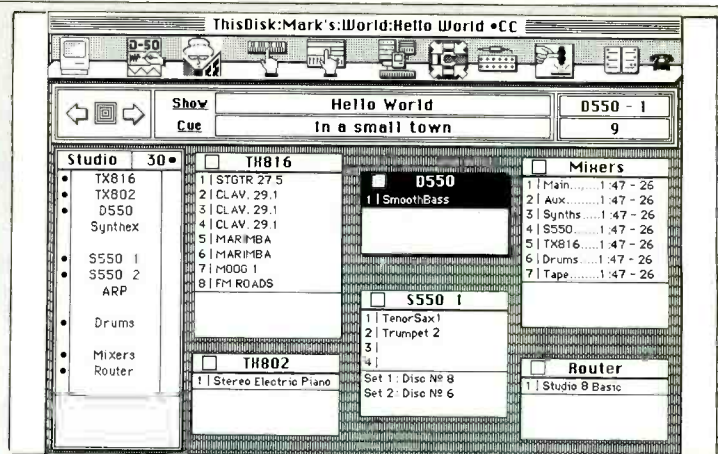 ThisDisk:Mark's:World:Hello World •CC
D-50
Show Hello World D550 - 1
Cue In a small town 9
Studio 30•
• TX816
• TX802
• D550
Synthex
• S550 1
• S550 2
ARP
• Drums
• Mixers
• Router
TX816
1 | STGTR 27.5
2 | CLAV. 29.1
3 | CLAV. 29.1
4 | CLAV. 29.1
5 | MARIMBA
6 | MARIMBA
7 | MOOG 1
8 | FM ROADS
TX802
1 | Stereo Electric Piano
D550
1 | SmoothBass
S550 1
1 | TenorSax1
2 | Trumpet 2
3 |
4 |
Set 1 : Disc Nº 8
Set 2 : Disc Nº 6
Mixers
1 | Main........1 :47 - 26
2 | Aux.........1 :47 - 26
3 | Synths.....1 :47 - 26
4 | S550.......1 :47 - 26
5 | TX816.....1 :47 - 26
6 | Drums......1 :47 - 26
7 | Tape.......1 :47 - 26
Router
1 | Studio 8 Basic